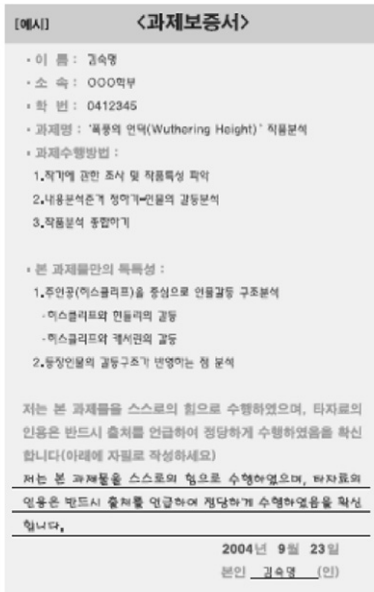 [예시] <과제보증서>
• 이 름 : 김숙명
• 소 속 : OOO학부
• 학 번 : 0412345
• 과제명 : '폭풍의 언덕(Wuthering Height)' 작품분석
• 과제수행방법 :
1.작가에 관한 조사 및 작품특성 파악
2.내용분석준거 정하기-인물의 갈등분석
3.작품분석 종합하기
• 본 과제물만의 독특성 :
1.주인공(히스클리프)을 중심으로 인물갈등 구조분석
-히스클리프와 힌들리의 갈등
-히스클리프와 캐서린의 갈등
2.등장인물의 갈등구조가 반영하는 점 분석
저는 본 과제물을 스스로의 힘으로 수행하였으며, 타자료의
인용은 반드시 출처를 언급하여 정당하게 수행하였음을 확신
합니다(아래에 자필로 작성하세요)
저는 본 과제물을 스스로의 힘으로 수행하였으며, 타자료의
인용은 반드시 출처를 언급하여 정당하게 수행하였음을 확신
합니다.
2004년 9월 23일
본인 김숙명 (인)